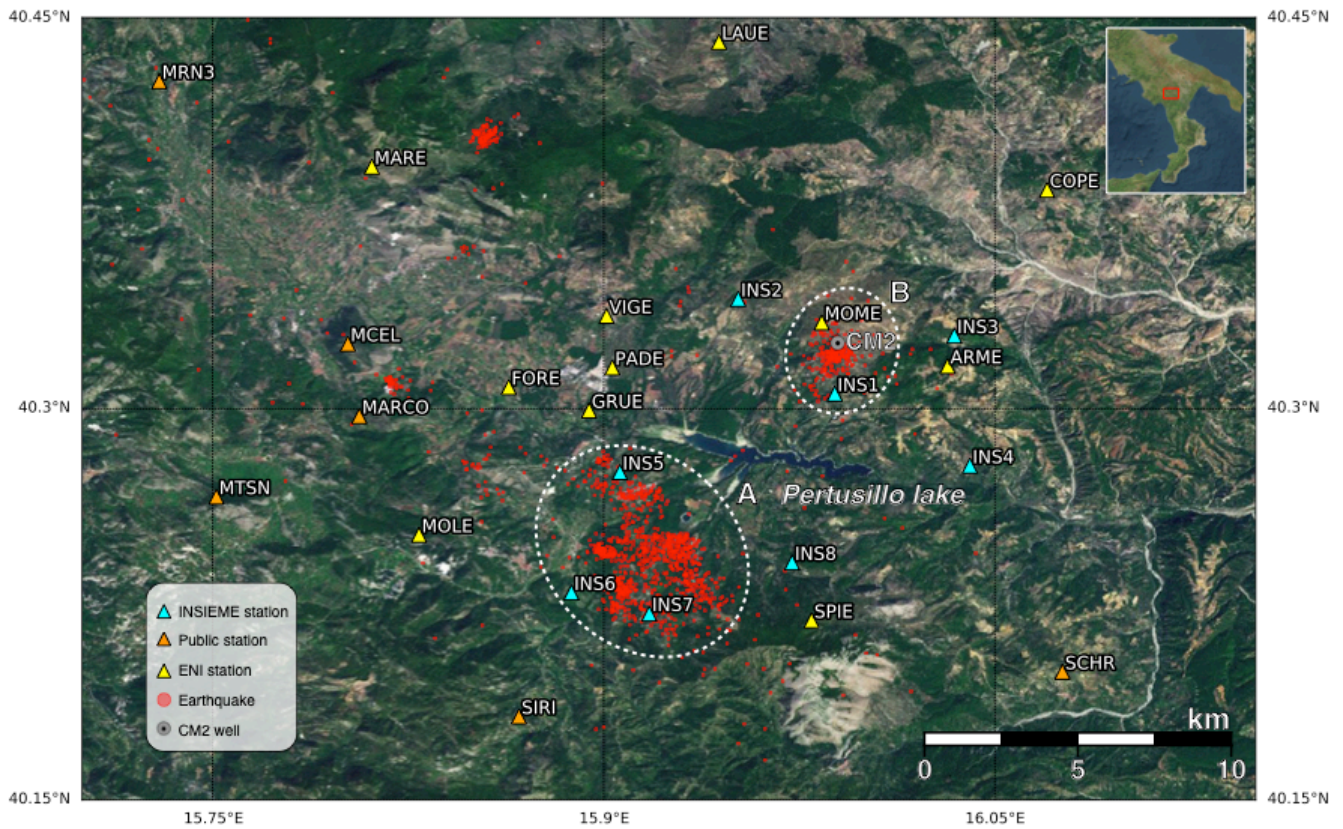 40.45°N
40.45°N
LAUE
MRN3
MARE
COPE
INS2
B
VIGE
MOME
INS3
MCEL
CM2
PADE
ARME
FORE
INS1
40.3°N
MARCO
GRUE
40.3°N
INS5
INS4
MTSN
A
Pertusillo lake
MOLE
INS8
INS6
INS7
SPIE
INSIEME station
Public station
ENI station
Earthquake
CM2 well
SCHR
SIRI
km
0
5
10
40.15°N
40.15°N
15.75°E
15.9°E
16.05°E